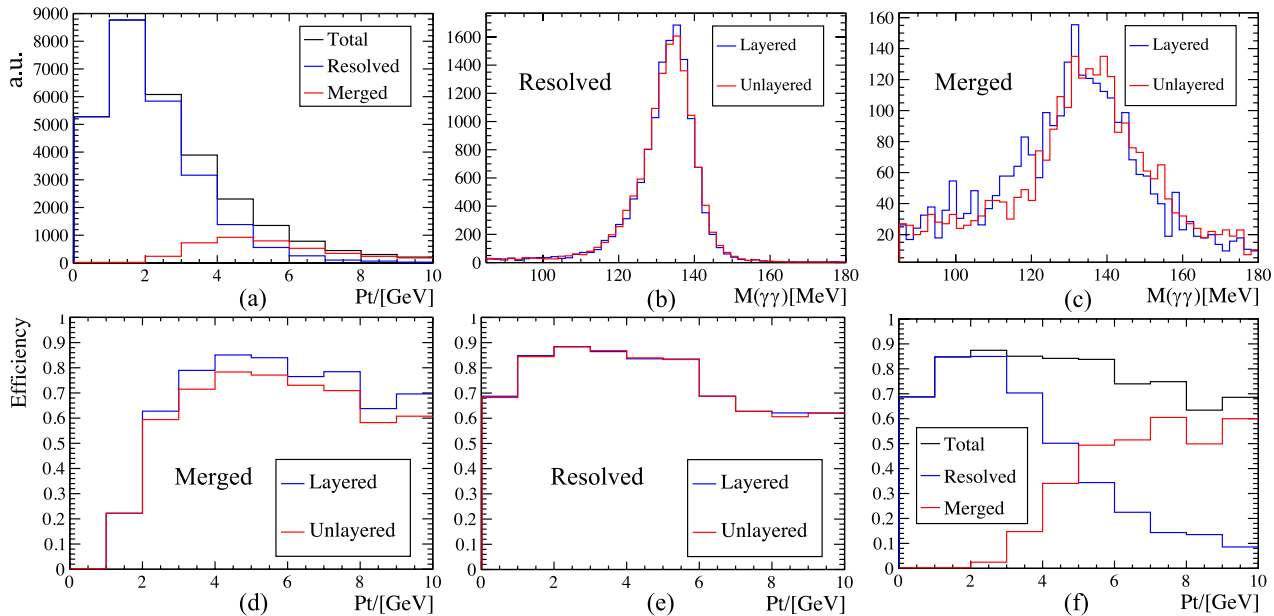 a.u.
9000
8000
7000
6000
5000
4000
3000
2000
1000
0
Total
Resolved
Merged
0 2 4 6 8 10
(a) Pt/[GeV]
1600
1400
1200
1000
800
600
400
200
0
Resolved
Layered
Unlayered
100 120 140 160 180
(b) M(γγ)[MeV]
160
140
120
100
80
60
40
20
Merged
Layered
Unlayered
100 120 140 160 180
(c) M(γγ)[MeV]
Efficiency
1
0.9
0.8
0.7
0.6
0.5
0.4
0.3
0.2
0.1
0
Merged
Layered
Unlayered
0 2 4 6 8 10
(d) Pt/[GeV]
1
0.9
0.8
0.7
0.6
0.5
0.4
0.3
0.2
0.1
0
Resolved
Layered
Unlayered
0 2 4 6 8 10
(e) Pt/[GeV]
1
0.9
0.8
0.7
0.6
0.5
0.4
0.3
0.2
0.1
0
Total
Resolved
Merged
0 2 4 6 8 10
(f) Pt/[GeV]